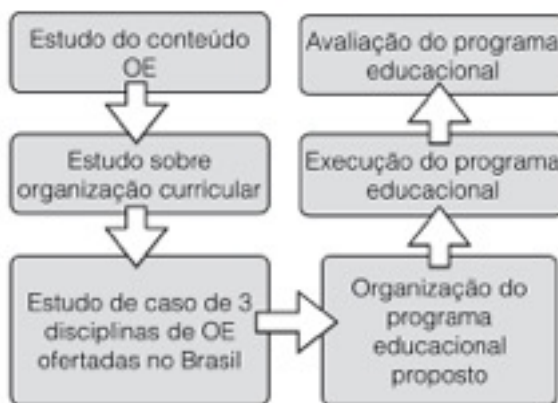 Estudo do conteúdo
OE
Estudo sobre
organização curricular
Estudo de caso de 3
disciplinas de OE
ofertadas no Brasil
Organização do
programa
educacional
proposto
Execução do programa
educacional
Avaliação do programa
educacional